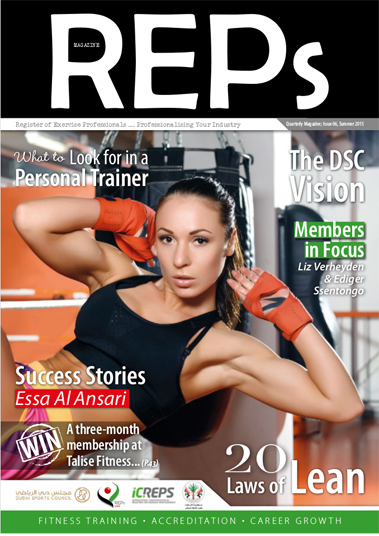 REPs
MAGAZINE
Register of Exercise Professionals .... Professionalizing Your Industry
Quarterly Magazine; Issue 06, Summer 2015
What to Look for in a
Personal Trainer
The DSC
Vision
Members
in Focus
Liz Verheyden
& Ediger
Ssentongo
Success Stories
Essa Al Ansari
WIN
A three-month
membership at
Talise Fitness...
20
Laws of Lean
مجلس دبي الرياضي
DUBAI SPORTS COUNCIL
iCREPS
FITNESS TRAINING • ACCREDITATION • CAREER GROWTH